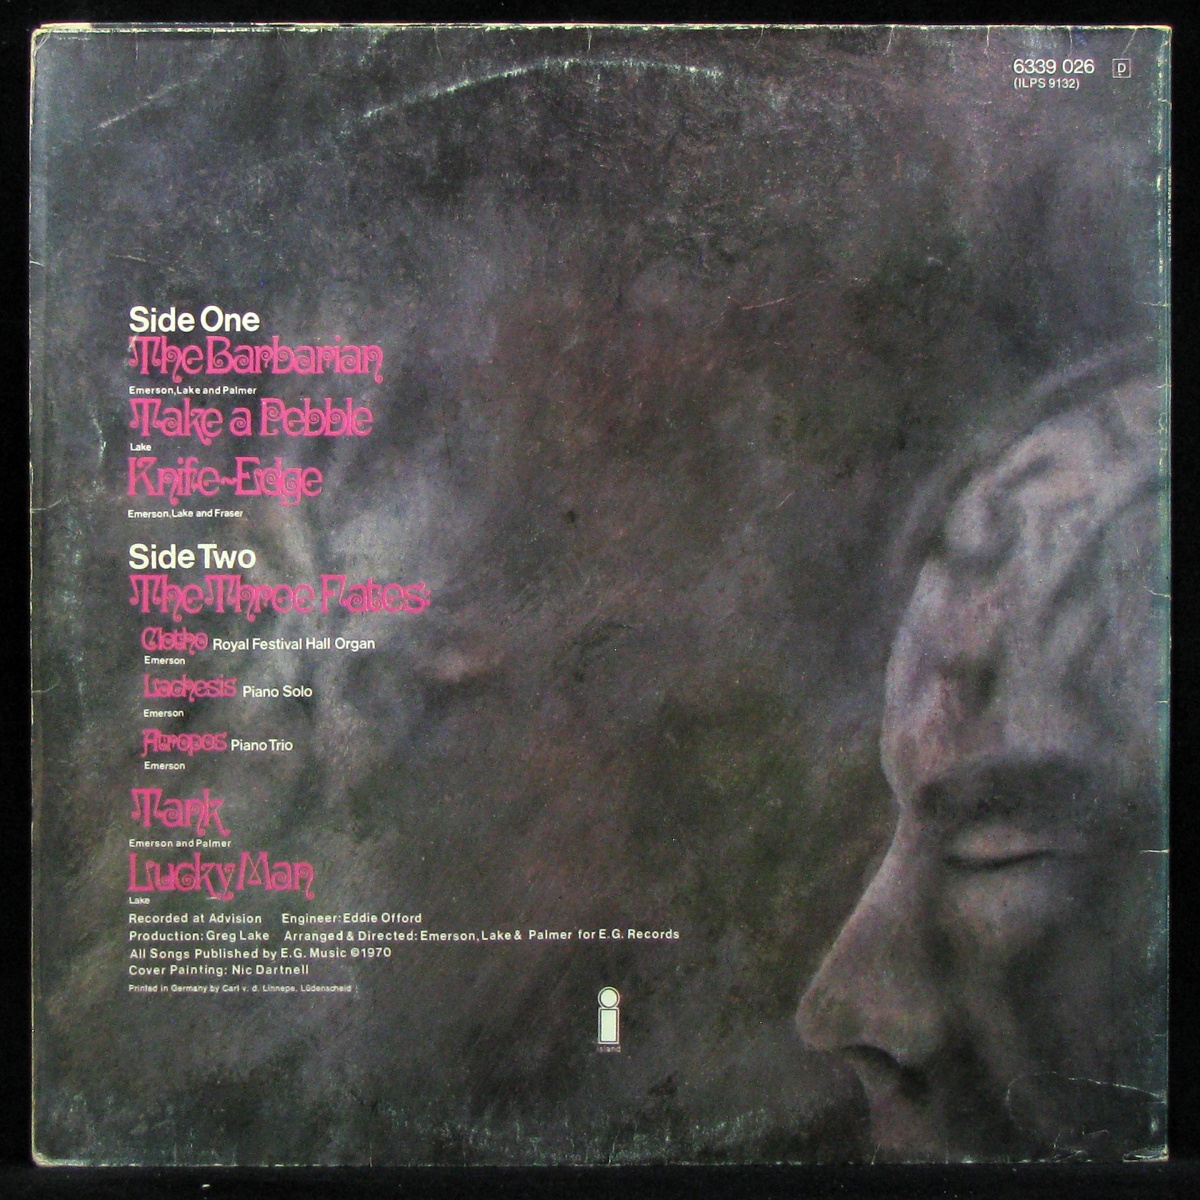 6339 026 P
(ILPS 9132)
Side One
The Barbarian
Emerson, Lake and Palmer
Take a Pebble
Lake
Knife~Edge
Emerson, Lake and Fraser
Side Two
The Three Fates:
Clotho Royal Festival Hall Organ
Emerson
Lachesis Piano Solo
Emerson
Atropos Piano Trio
Emerson
Tank
Emerson and Palmer
Lucky Man
Lake
Recorded at Advision Engineer: Eddie Offord
Production: Greg Lake Arranged & Directed: Emerson, Lake & Palmer for E.G. Records
All Songs Published by E.G. Music ©1970
Cover Painting: Nic Dartnell
Printed in Germany by Carl v. d. Linnepe, Lüdenscheid
island